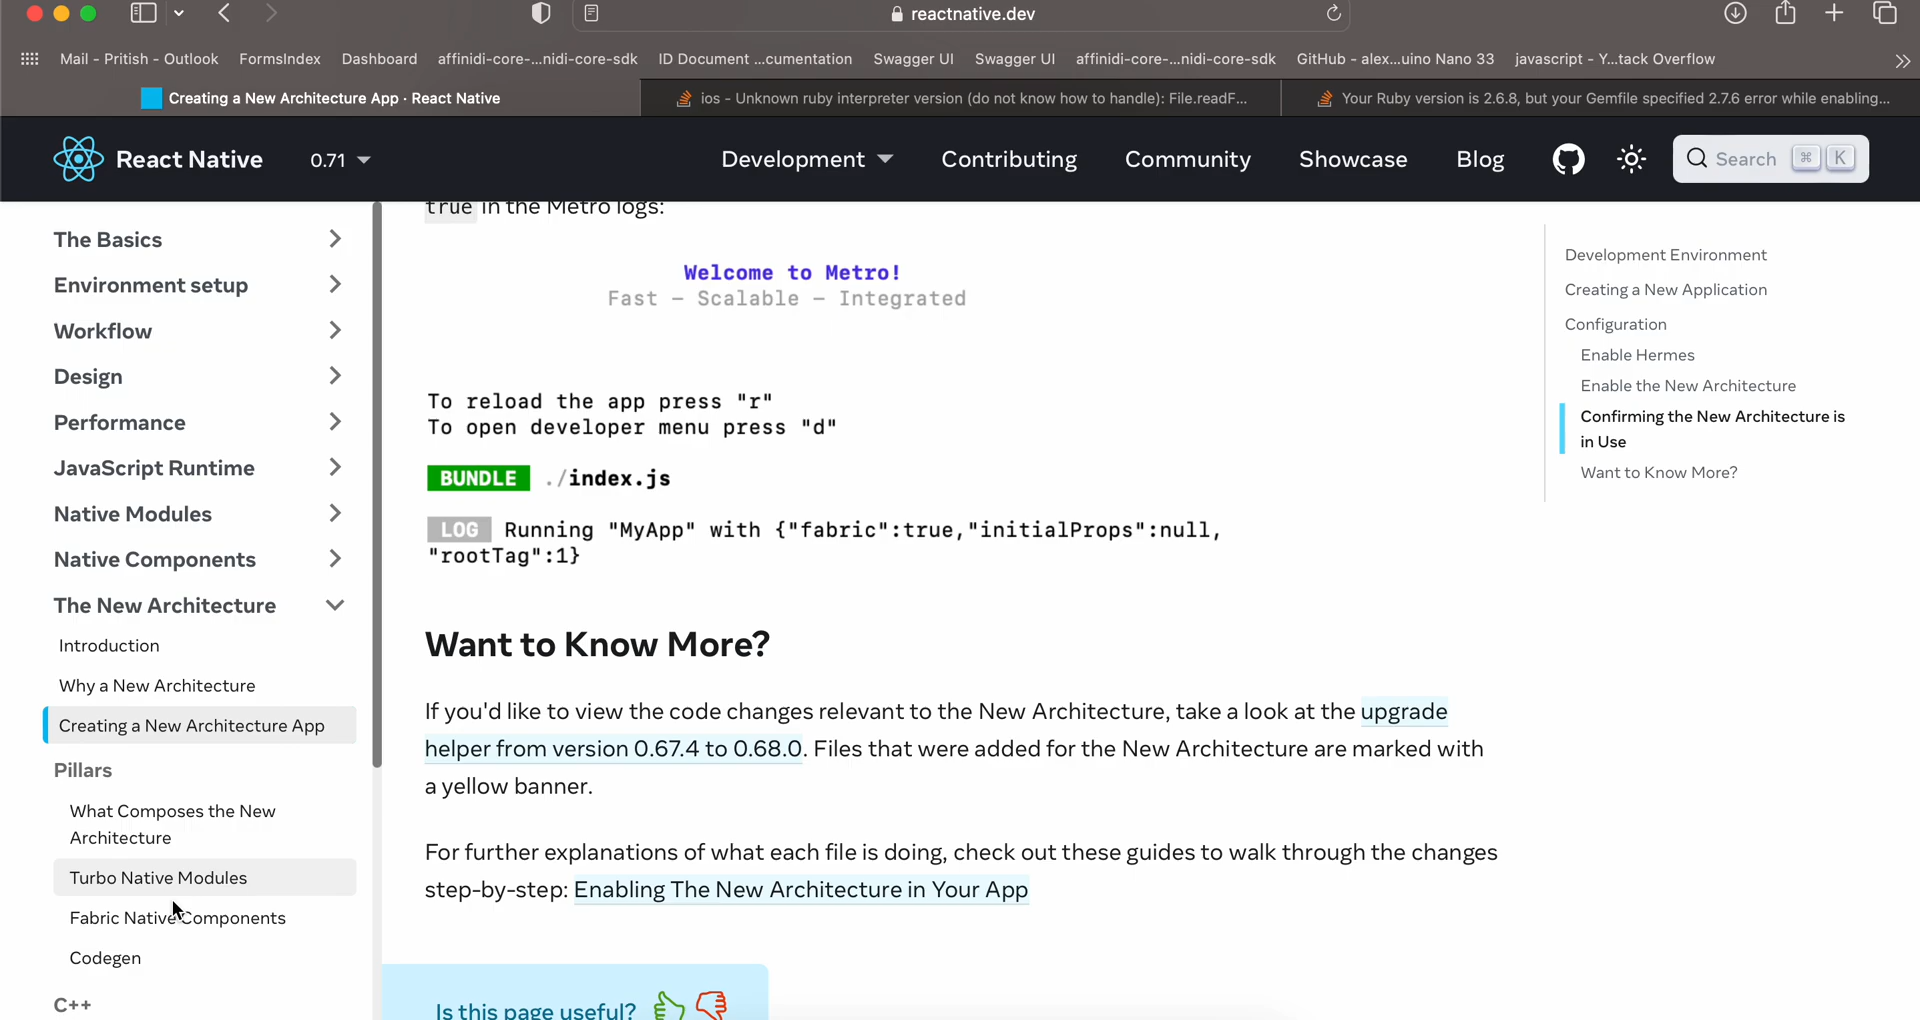 reactnative.dev
Mail - Pritish - Outlook
FormsIndex
Dashboard
affinidi-core-...nidi-core-sdk
ID Document ...cumentation
Swagger UI
Swagger UI
affinidi-core-...nidi-core-sdk
GitHub - alex...uino Nano 33
javascript - Y...tack Overflow
Creating a New Architecture App · React Native
ios - Unknown ruby interpreter version (do not know how to handle): File.readF...
Your Ruby version is 2.6.8, but your Gemfile specified 2.7.6 error while enabling...
React Native
0.71
Development
Contributing
Community
Showcase
Blog
Search ⌘ K
The Basics
Environment setup
Workflow
Design
Performance
JavaScript Runtime
Native Modules
Native Components
The New Architecture
Introduction
Why a New Architecture
Creating a New Architecture App
Pillars
What Composes the New
Architecture
Turbo Native Modules
Fabric Native Components
Codegen
C++
true in the Metro logs:
Welcome to Metro!
Fast - Scalable - Integrated
To reload the app press "r"
To open developer menu press "d"
BUNDLE ./index.js
LOG Running "MyApp" with {"fabric":true,"initialProps":null,
"rootTag":1}
Want to Know More?
If you'd like to view the code changes relevant to the New Architecture, take a look at the upgrade
helper from version 0.67.4 to 0.68.0. Files that were added for the New Architecture are marked with
a yellow banner.
For further explanations of what each file is doing, check out these guides to walk through the changes
step-by-step: Enabling The New Architecture in Your App
Is this page useful?
Development Environment
Creating a New Application
Configuration
Enable Hermes
Enable the New Architecture
Confirming the New Architecture is
in Use
Want to Know More?